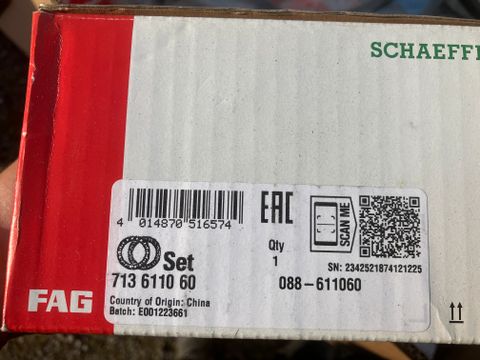 SCHAEFFL
4 014870 516574
EAC
SCAN ME
Qty
1
Set
713 6110 60
088-611060
SN: 2342521874121225
Country of Origin: China
Batch: E001223661
FAG